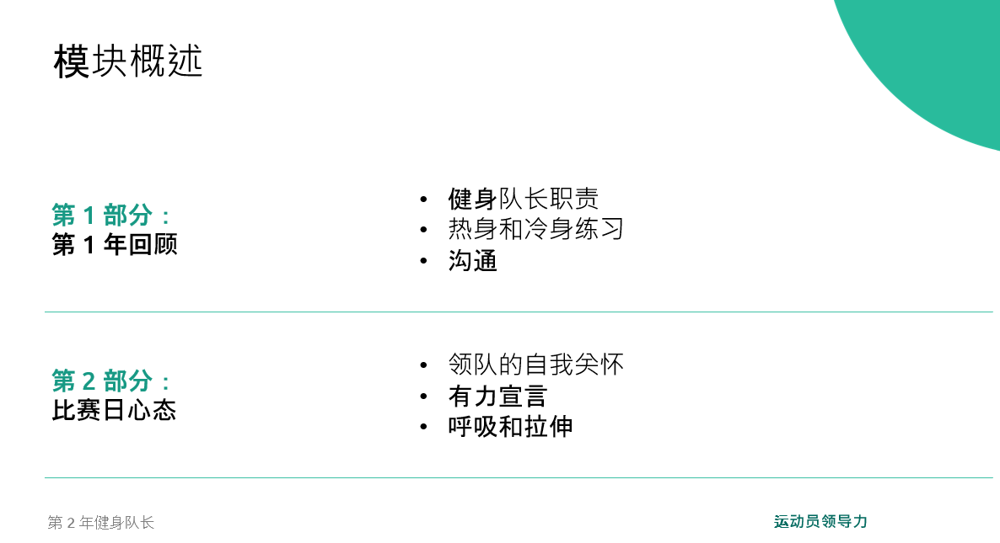 模块概述
第 1 部分：
第 1 年回顾
• 健身队长职责
• 热身和冷身练习
• 沟通
第 2 部分：
比赛日心态
• 领队的自我关怀
• 有力宣言
• 呼吸和拉伸
第 2 年健身队长
运动员领导力